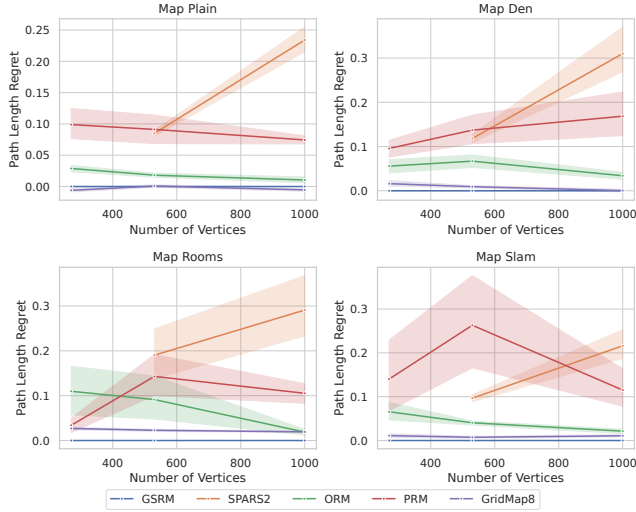 Map Plain
Path Length Regret
0.25
0.20
0.15
0.10
0.05
0.00
400 600 800 1000
Number of Vertices
Map Den
Path Length Regret
0.3
0.2
0.1
0.0
400 600 800 1000
Number of Vertices
Map Rooms
Path Length Regret
0.3
0.2
0.1
0.0
400 600 800 1000
Number of Vertices
Map Slam
Path Length Regret
0.3
0.2
0.1
0.0
400 600 800 1000
Number of Vertices
GSRM SPARS2 ORM PRM GridMap8